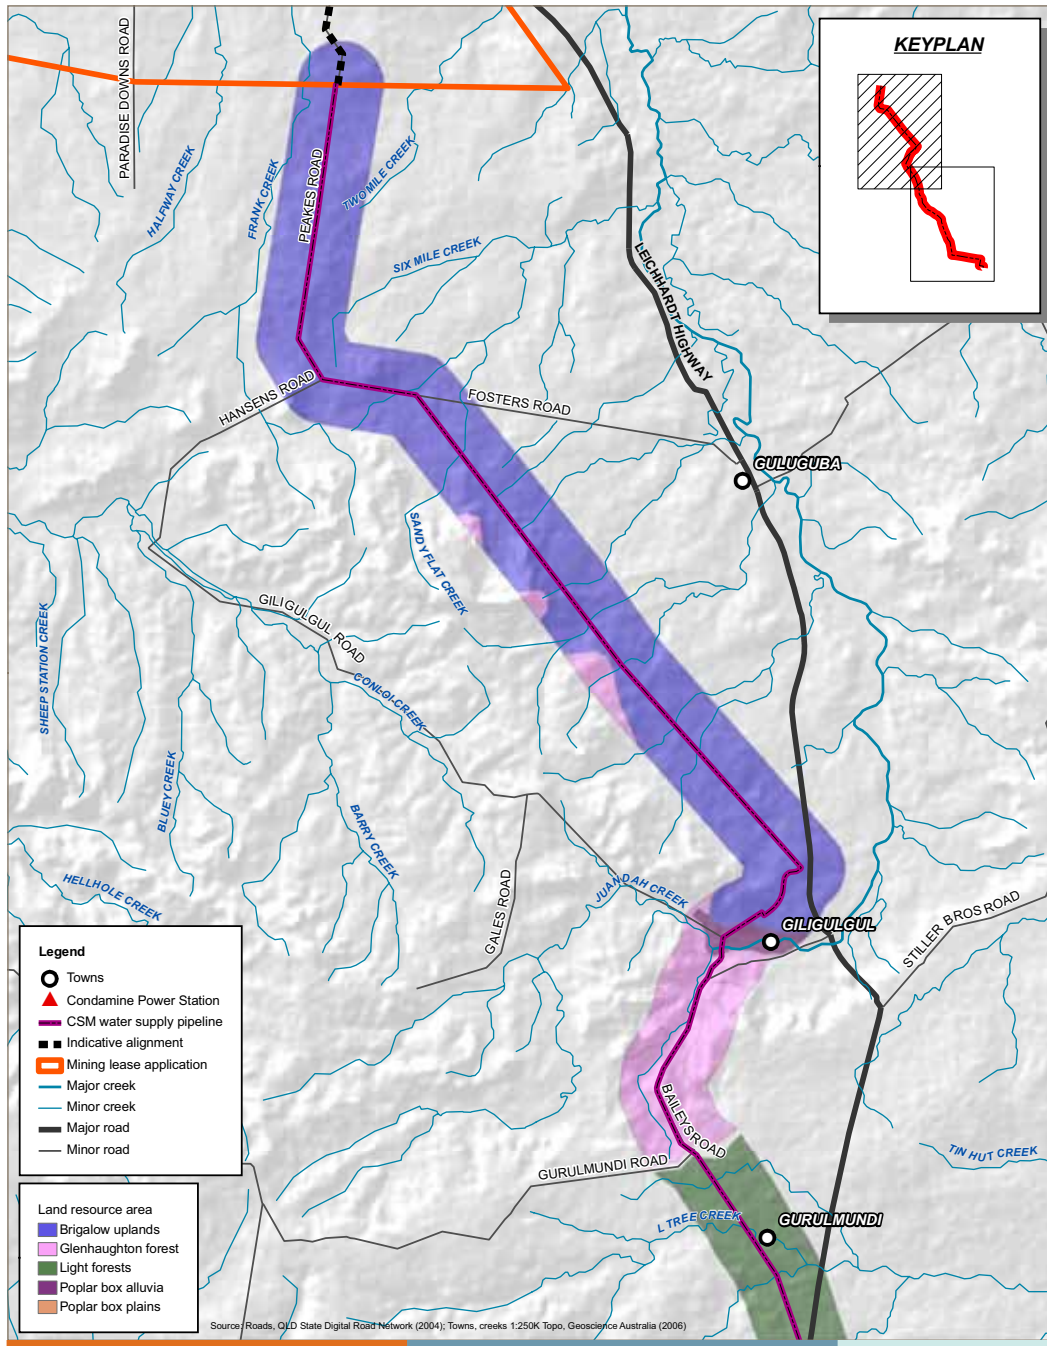 KEYPLAN
PARADISE DOWNS ROAD
HALFWAY CREEK
FRANK CREEK
PEAKES ROAD
TWO MILE CREEK
SIX MILE CREEK
LEICHHARDT HIGHWAY
HANSENS ROAD
FOSTERS ROAD
GULUGUBA
SANDY FLAT CREEK
GILIGULGUL ROAD
SHEEP STATION CREEK
CONLOI CREEK
BLUEY CREEK
BARRY CREEK
HELLHOLE CREEK
GALES ROAD
JUANDAH CREEK
GILIGULGUL
STILLER BROS ROAD
BAILEYS ROAD
GURULMUNDI ROAD
TIN HUT CREEK
L TREE CREEK
GURULMUNDI
Legend
Towns
Condamine Power Station
CSM water supply pipeline
Indicative alignment
Mining lease application
Major creek
Minor creek
Major road
Minor road
Land resource area
Brigalow uplands
Glenhaughton forest
Light forests
Poplar box alluvia
Poplar box plains
Source: Roads, QLD State Digital Road Network (2004); Towns, creeks 1:250K Topo, Geoscience Australia (2006)